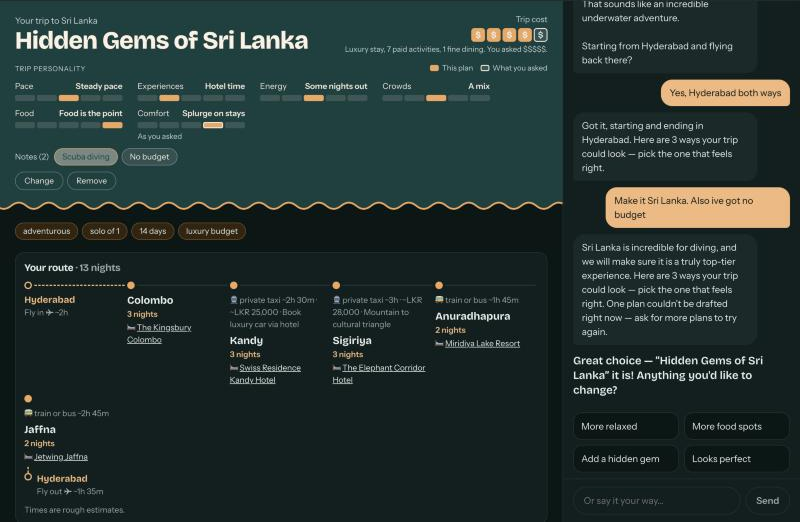 Your trip to Sri Lanka
Hidden Gems of Sri Lanka
Trip cost
$ $ $ $ $
Luxury stay, 7 paid activities, 1 fine dining. You asked $$$$$.
TRIP PERSONALITY
This plan
What you asked
Pace
Steady pace
Experiences
Hotel time
Energy
Some nights out
Crowds
A mix
Food
Food is the point
Comfort
Splurge on stays
As you asked
Notes (2)
Scuba diving
No budget
Change
Remove
adventurous
solo of 1
14 days
luxury budget
Your route · 13 nights
Hyderabad
Fly in ✈ ~2h
Colombo
3 nights
The Kingsbury
Colombo
private taxi ~2h 30m ·
~LKR 25,000 · Book
luxury car via hotel
Kandy
3 nights
Swiss Residence
Kandy Hotel
private taxi ~3h · ~LKR
28,000 · Mountain to
cultural triangle
Sigiriya
3 nights
The Elephant Corridor
Hotel
train or bus ~1h 45m
Anuradhapura
2 nights
Miridiya Lake Resort
train or bus ~2h 45m
Jaffna
2 nights
Jetwing Jaffna
Hyderabad
Fly out ✈ ~1h 35m
Times are rough estimates.
That sounds like an incredible
underwater adventure.
Starting from Hyderabad and flying
back there?
Yes, Hyderabad both ways
Got it, starting and ending in
Hyderabad. Here are 3 ways your trip
could look — pick the one that feels
right.
Make it Sri Lanka. Also ive got no
budget
Sri Lanka is incredible for diving, and
we will make sure it is a truly top-tier
experience. Here are 3 ways your trip
could look — pick the one that feels
right. One plan couldn't be drafted
right now — ask for more plans to try
again.
Great choice — "Hidden Gems of Sri
Lanka" it is! Anything you'd like to
change?
More relaxed
More food spots
Add a hidden gem
Looks perfect
Or say it your way...
Send